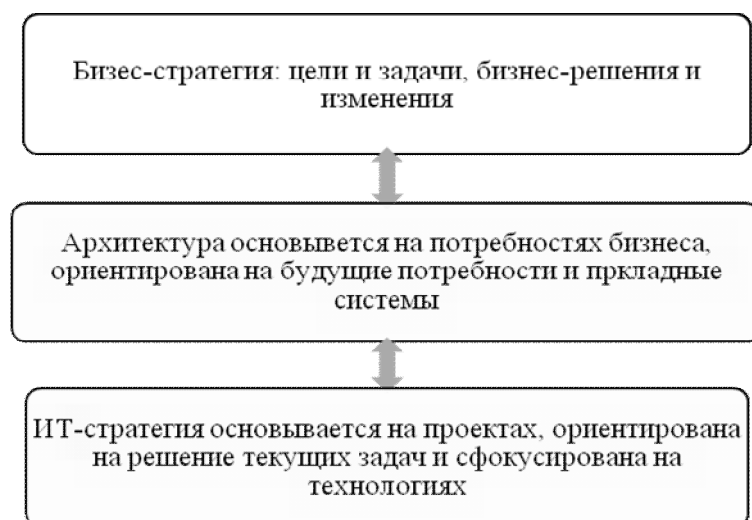 Бизес-стратегия: цели и задачи, бизнес-решения и
изменения
Архитектура основывется на потребностях бизнеса,
ориентирована на будущие потребности и пркладные
системы
ИТ-стратегия основывается на проектах, ориентирована
на решение текущих задач и сфокусирована на
технологиях